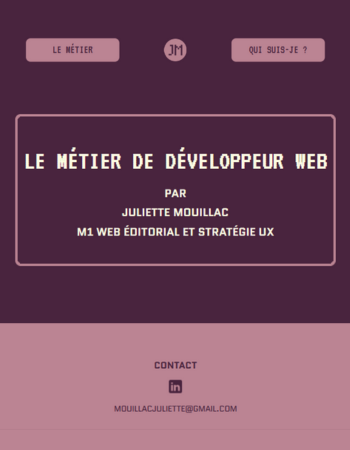 LE MÉTIER
JM
QUI SUIS-JE ?
LE MÉTIER DE DÉVELOPPEUR WEB
PAR
JULIETTE MOUILLAC
M1 WEB ÉDITORIAL ET STRATÉGIE UX
CONTACT
in
MOUILLACJULIETTE@GMAIL.COM